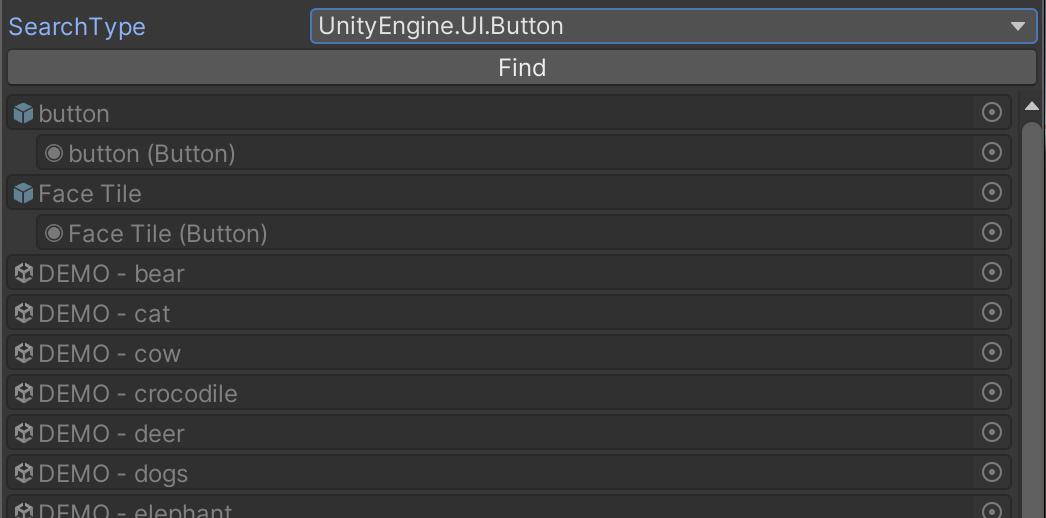 SearchType UnityEngine.UI.Button
Find
button
button (Button)
Face Tile
Face Tile (Button)
DEMO - bear
DEMO - cat
DEMO - cow
DEMO - crocodile
DEMO - deer
DEMO - dogs
DEMO - elephant